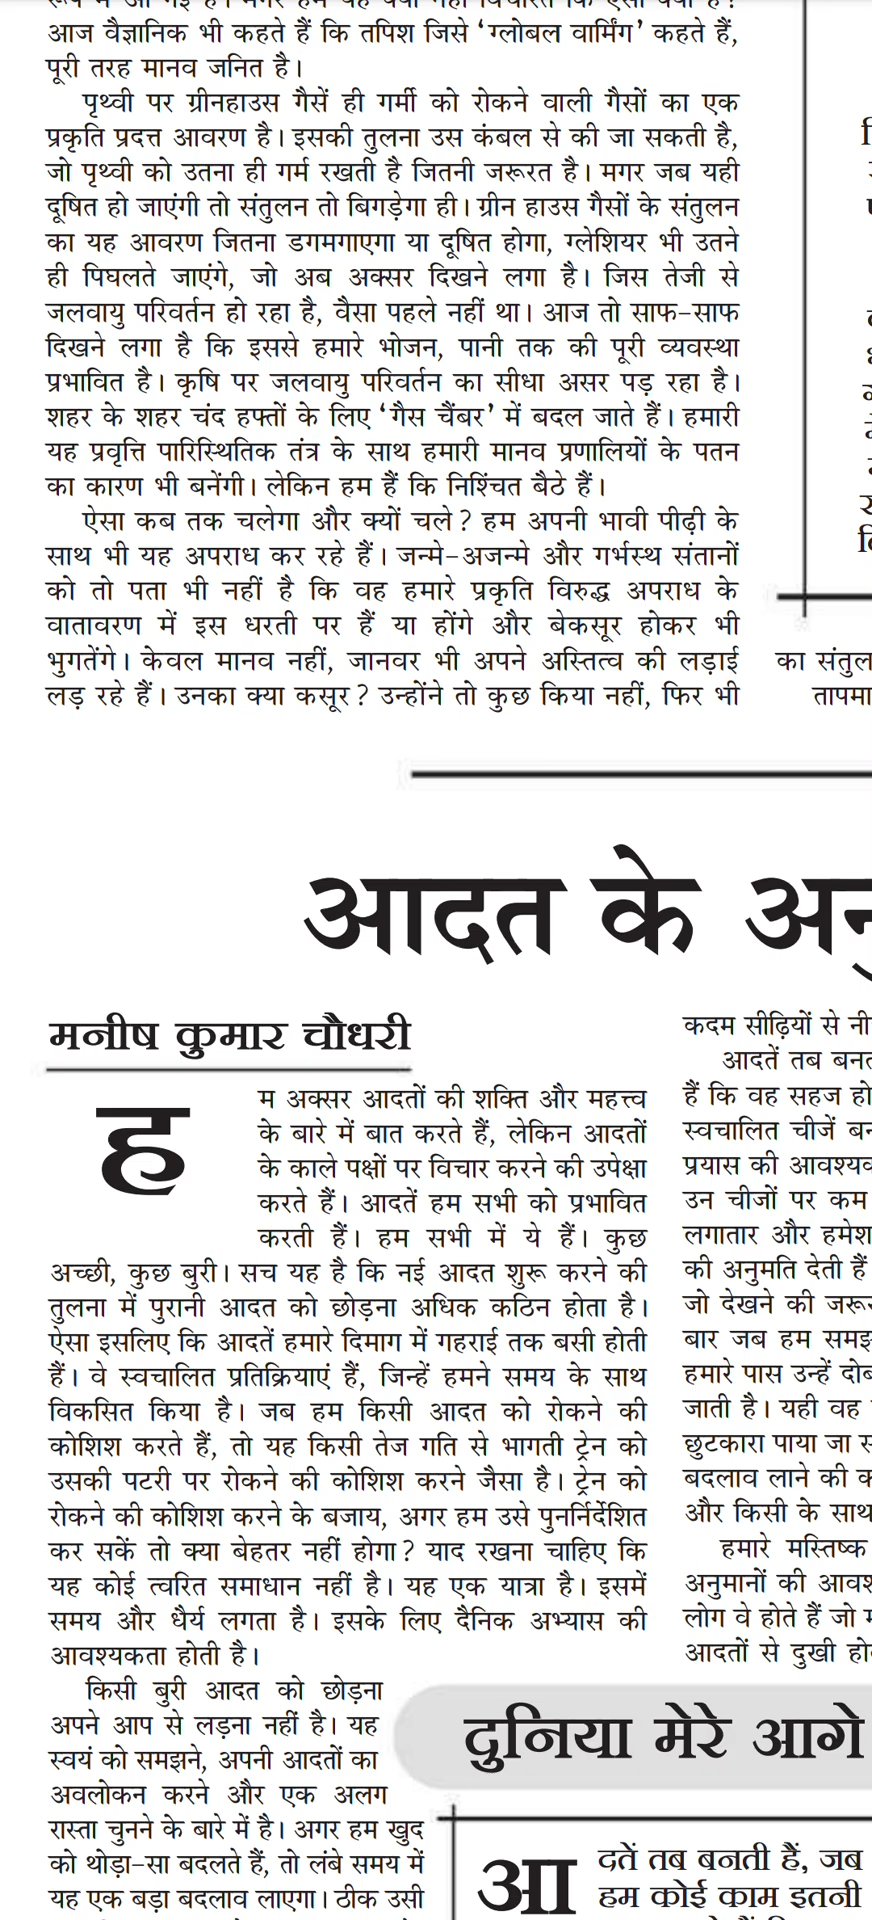 आज वैज्ञानिक भी कहते हैं कि तपिश जिसे ‘ग्लोबल वार्मिंग’ कहते हैं,
पूरी तरह मानव जनित है।
पृथ्वी पर ग्रीनहाउस गैसें ही गर्मी को रोकने वाली गैसों का एक
प्रकृति प्रदत्त आवरण है। इसकी तुलना उस कंबल से की जा सकती है,
जो पृथ्वी को उतना ही गर्म रखती है जितनी जरूरत है। मगर जब यही
दूषित हो जाएंगी तो संतुलन तो बिगड़ेगा ही। ग्रीन हाउस गैसों के संतुलन
का यह आवरण जितना डगमगाएगा या दूषित होगा, ग्लेशियर भी उतने
ही पिघलते जाएंगे, जो अब अक्सर दिखने लगा है। जिस तेजी से
जलवायु परिवर्तन हो रहा है, वैसा पहले नहीं था। आज तो साफ-साफ
दिखने लगा है कि इससे हमारे भोजन, पानी तक की पूरी व्यवस्था
प्रभावित है। कृषि पर जलवायु परिवर्तन का सीधा असर पड़ रहा है।
शहर के शहर चंद हफ्तों के लिए ‘गैस चैंबर’ में बदल जाते हैं। हमारी
यह प्रवृत्ति पारिस्थितिक तंत्र के साथ हमारी मानव प्रणालियों के पतन
का कारण भी बनेंगी। लेकिन हम हैं कि निश्चिंत बैठे हैं।
ऐसा कब तक चलेगा और क्यों चले? हम अपनी भावी पीढ़ी के
साथ भी यह अपराध कर रहे हैं। जन्मे-अजन्मे और गर्भस्थ संतानों
को तो पता भी नहीं है कि वह हमारे प्रकृति विरुद्ध अपराध के
वातावरण में इस धरती पर हैं या होंगे और बेकसूर होकर भी
भुगतेंगे। केवल मानव नहीं, जानवर भी अपने अस्तित्व की लड़ाई
लड़ रहे हैं। उनका क्या कसूर? उन्होंने तो कुछ किया नहीं, फिर भी
का
आदत के
मनीष कुमार चौधरी
हम अक्सर आदतों की शक्ति और महत्त्व
के बारे में बात करते हैं, लेकिन आदतों
के काले पक्षों पर विचार करने की उपेक्षा
करते हैं। आदतें हम सभी को प्रभावित
करती हैं। हम सभी में ये हैं। कुछ
अच्छी, कुछ बुरी। सच यह है कि नई आदत शुरू करने की
तुलना में पुरानी आदत को छोड़ना अधिक कठिन होता है।
ऐसा इसलिए कि आदतें हमारे दिमाग में गहराई तक बसी होती
हैं। वे स्वचालित प्रतिक्रियाएं हैं, जिन्हें हमने समय के साथ
विकसित किया है। जब हम किसी आदत को रोकने की
कोशिश करते हैं, तो यह किसी तेज गति से भागती ट्रेन को
उसकी पटरी पर रोकने की कोशिश करने जैसा है। ट्रेन को
रोकने की कोशिश करने के बजाय, अगर हम उसे पुनर्निर्देशित
कर सकें तो क्या बेहतर नहीं होगा? याद रखना चाहिए कि
यह कोई त्वरित समाधान नहीं है। यह एक यात्रा है। इसमें
समय और धैर्य लगता है। इसके लिए दैनिक अभ्यास की
आवश्यकता होती है।
किसी बुरी आदत को छोड़ना
अपने आप से लड़ना नहीं है। यह
स्वयं को समझने, अपनी आदतों का
अवलोकन करने और एक अलग
रास्ता चुनने के बारे में है। अगर हम खुद
को थोड़ा-सा बदलते हैं, तो लंबे समय में
यह एक बड़ा बदलाव लाएगा। ठीक उसी
कदम सीढ़ियों से
आदतें तब
हैं कि वह सहज
स्वचालित चीजें
प्रयास की
उन चीजों पर कम
लगातार और
की अनुमति देती हैं
जो देखने की
बार जब हम
हमारे पास उन्हें
जाती है। यही वह
छुटकारा पाया जा
बदलाव लाने की
और किसी के साथ
हमारे मस्तिष्क
अनुमानों की
लोग वे होते हैं जो
आदतों से दुखी
दुनिया मेरे आगे
आदतें तब बनती हैं, जब
हम कोई काम इतनी